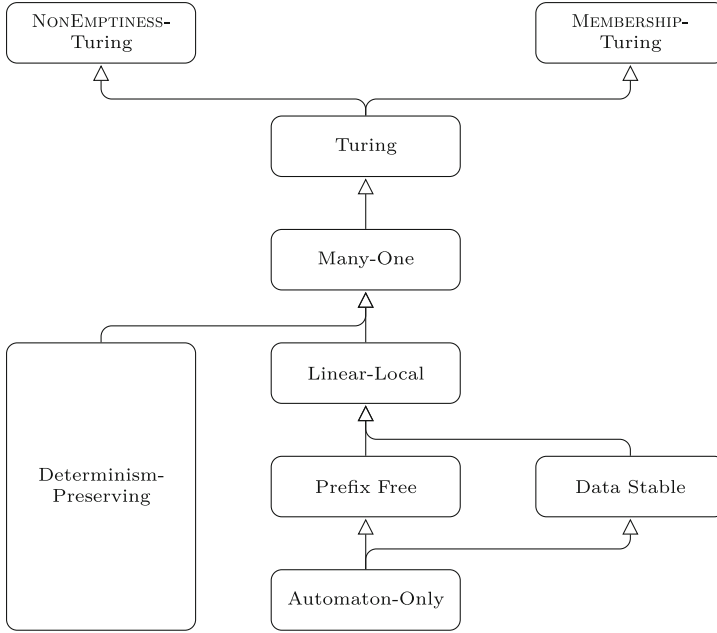 NONEMPTINESS-
Turing
MEMBERSHIP-
Turing
Turing
Many-One
Linear-Local
Determinism-
Preserving
Prefix Free
Data Stable
Automaton-Only